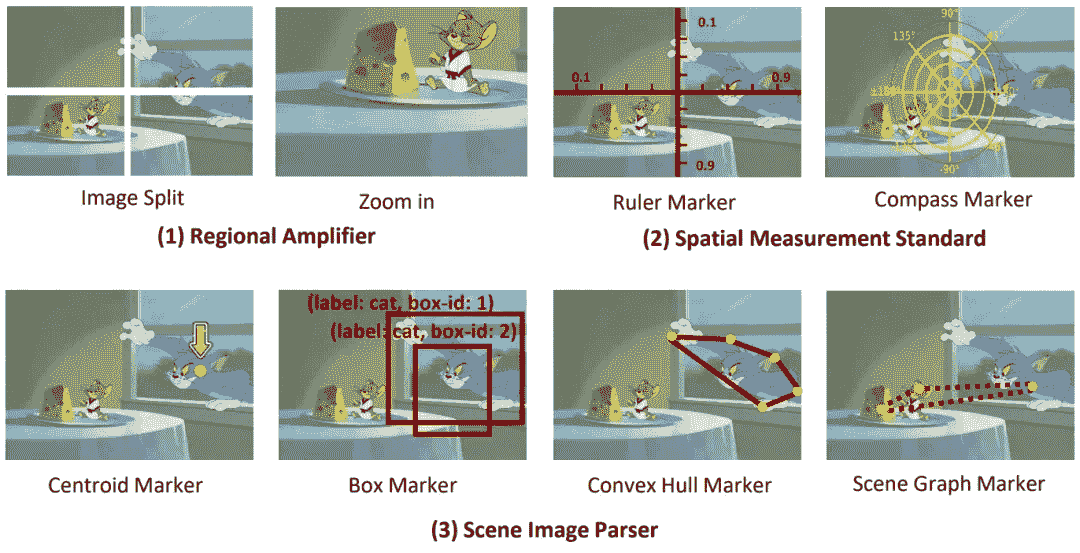 0.1
0.1
0.9
0.9
90°
135°
45°
-90°
Image Split
Zoom in
Ruler Marker
Compass Marker
(1) Regional Amplifier
(2) Spatial Measurement Standard
(label: cat, box-id: 1)
(label: cat, box-id: 2)
Centroid Marker
Box Marker
Convex Hull Marker
Scene Graph Marker
(3) Scene Image Parser